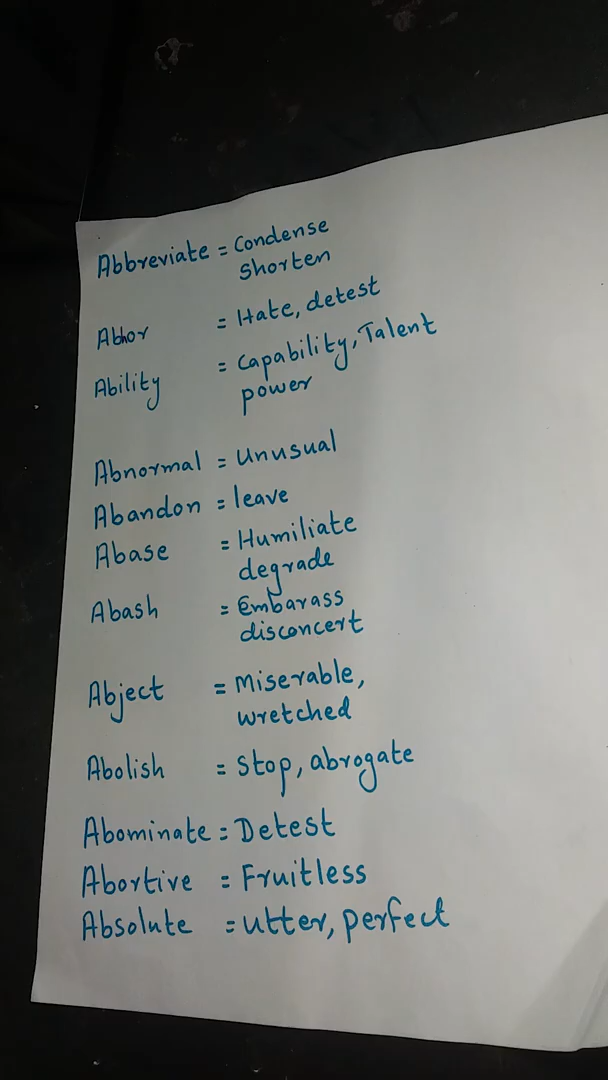 Abbreviate = Condense
shorten
Abhor = Hate, detest
Ability = Capability, Talent
power
Abnormal = Unusual
Abandon = leave
Abase = Humiliate
degrade
Abash = Embarass
disconcert
Abject = Miserable,
wretched
Abolish = Stop, abrogate
Abominate = Detest
Abortive = Fruitless
Absolute = utter, perfect